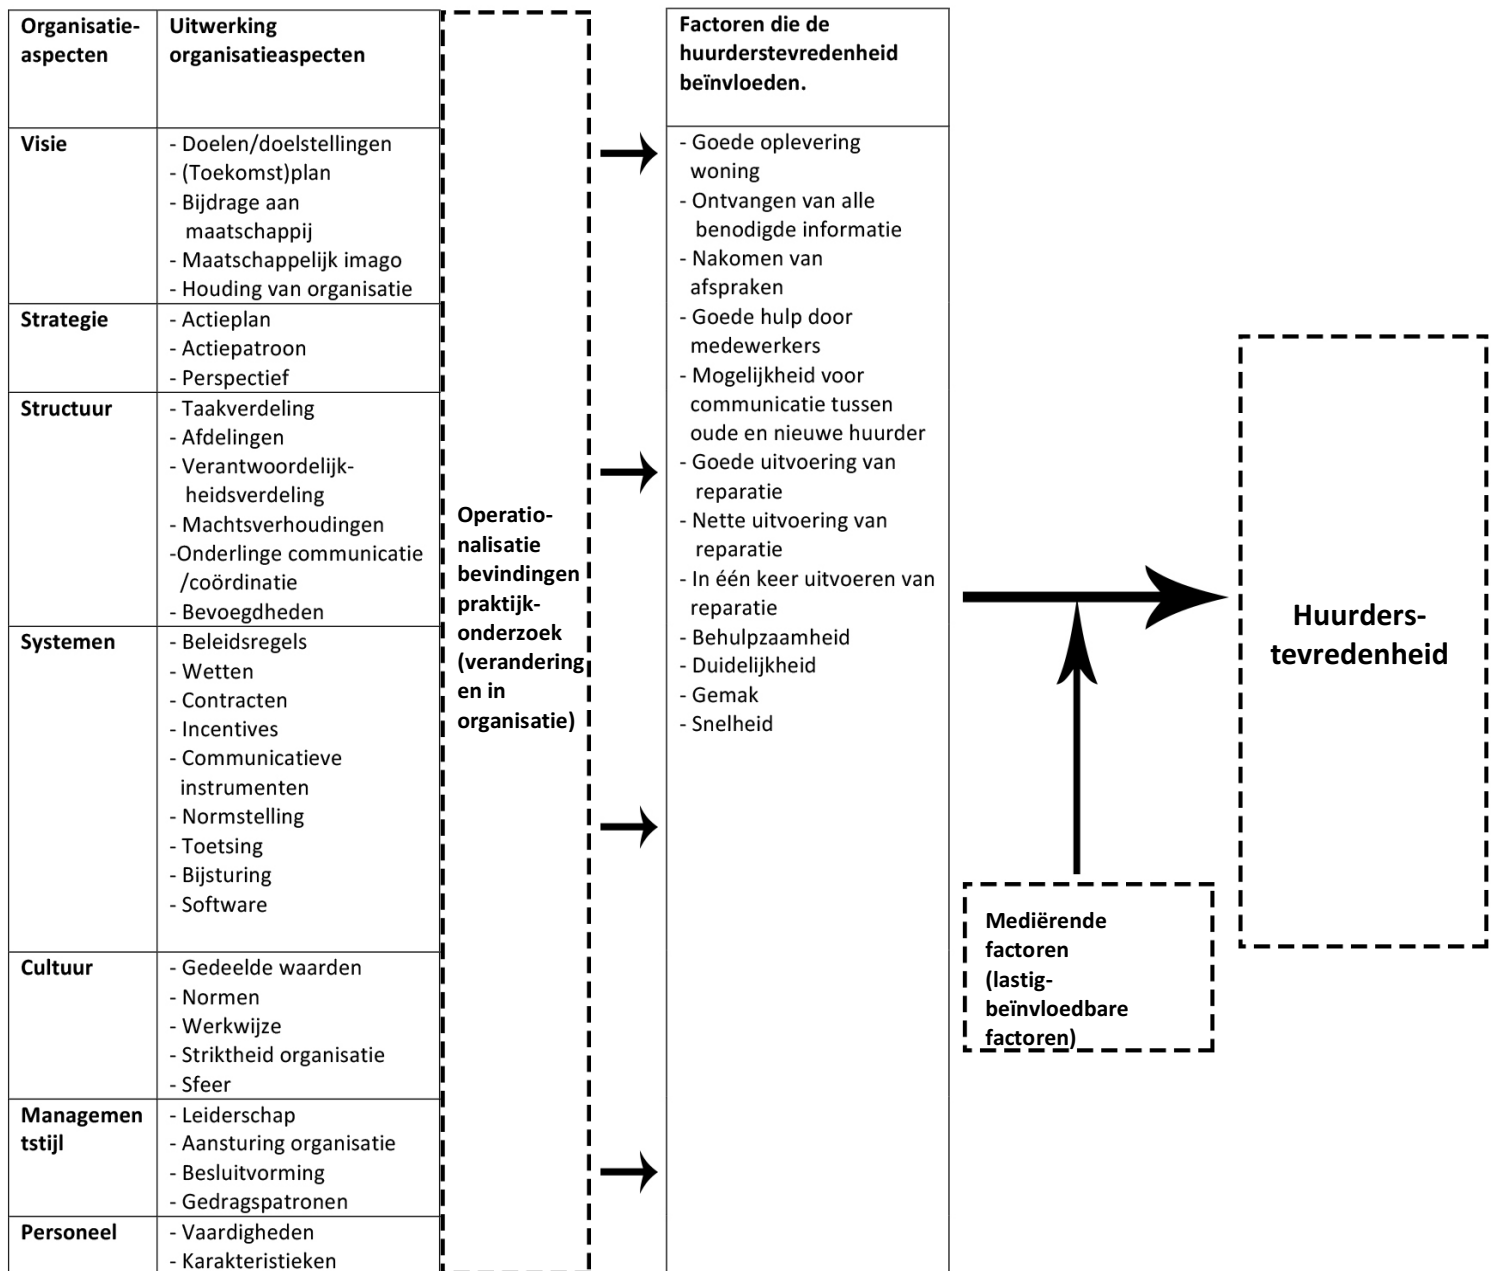 Organisatie-
aspecten
Uitwerking
organisatieaspecten
Visie
- Doelen/doelstellingen
- (Toekomst)plan
- Bijdrage aan
maatschappij
- Maatschappelijk imago
- Houding van organisatie
Strategie
- Actieplan
- Actiepatroon
- Perspectief
Structuur
- Taakverdeling
- Afdelingen
- Verantwoordelijk-
heidsverdeling
- Machtsverhoudingen
-Onderlinge communicatie
/coördinatie
- Bevoegdheden
Systemen
- Beleidsregels
- Wetten
- Contracten
- Incentives
- Communicatieve
instrumenten
- Normstelling
- Toetsing
- Bijsturing
- Software
Cultuur
- Gedeelde waarden
- Normen
- Werkwijze
- Striktheid organisatie
- Sfeer
Managemen
tstijl
- Leiderschap
- Aansturing organisatie
- Besluitvorming
- Gedragspatronen
Personeel
- Vaardigheden
- Karakteristieken
Operatio-
nalisatie
bevindingen
praktijk-
onderzoek
(verandering
en in
organisatie)
Factoren die de
huurderstevredenheid
beïnvloeden.
- Goede oplevering
woning
- Ontvangen van alle
benodigde informatie
- Nakomen van
afspraken
- Goede hulp door
medewerkers
- Mogelijkheid voor
communicatie tussen
oude en nieuwe huurder
- Goede uitvoering van
reparatie
- Nette uitvoering van
reparatie
- In één keer uitvoeren van
reparatie
- Behulpzaamheid
- Duidelijkheid
- Gemak
- Snelheid
Mediërende
factoren
(lastig-
beïnvloedbare
factoren)
Huurders-
tevredenheid